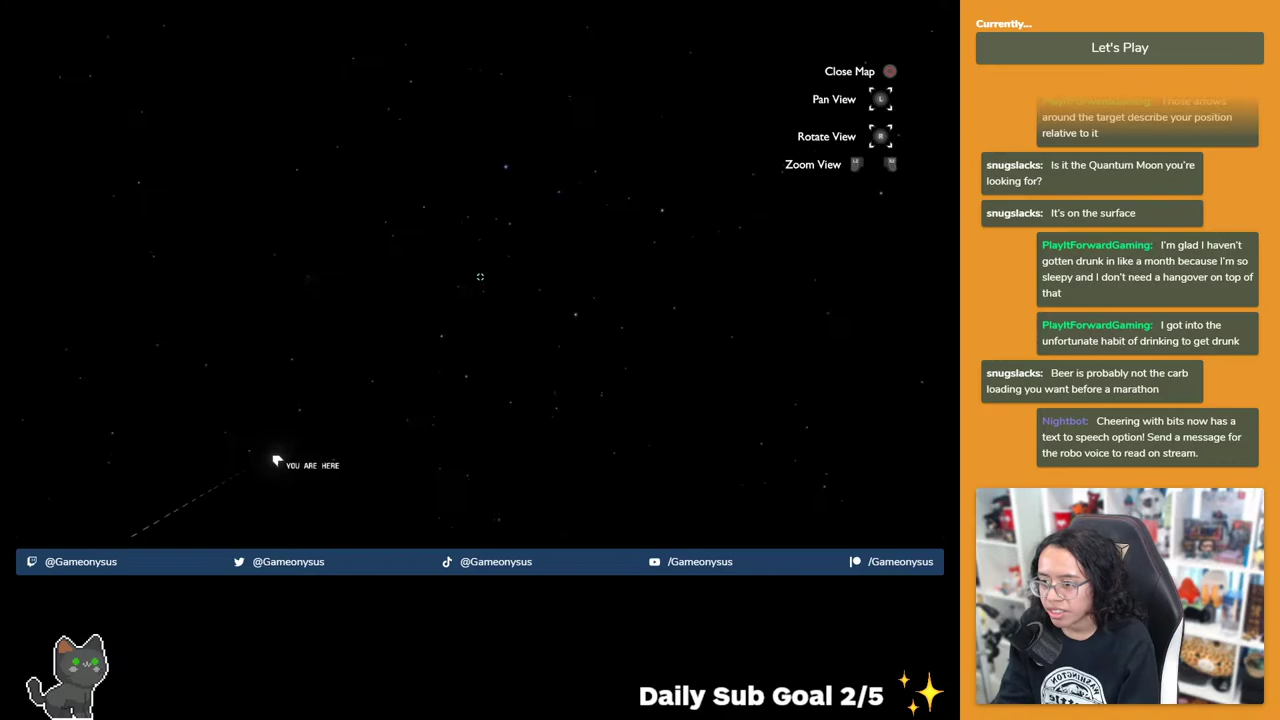 Close Map
Pan View
L
Rotate View
R
Zoom View
YOU ARE HERE
@Gameonysus
@Gameonysus
@Gameonysus
/Gameonysus
/Gameonysus
Daily Sub Goal 2/5
Currently...
Let's Play
PlayItForwardGaming: Those arrows
around the target describe your position
relative to it
snugslacks: Is it the Quantum Moon you're
looking for?
snugslacks: It's on the surface
PlayItForwardGaming: I'm glad I haven't
gotten drunk in like a month because I'm so
sleepy and I don't need a hangover on top of
that
PlayItForwardGaming: I got into the
unfortunate habit of drinking to get drunk
snugslacks: Beer is probably not the carb
loading you want before a marathon
Nightbot: Cheering with bits now has a
text to speech option! Send a message for
the robo voice to read on stream.
WASHINGTON